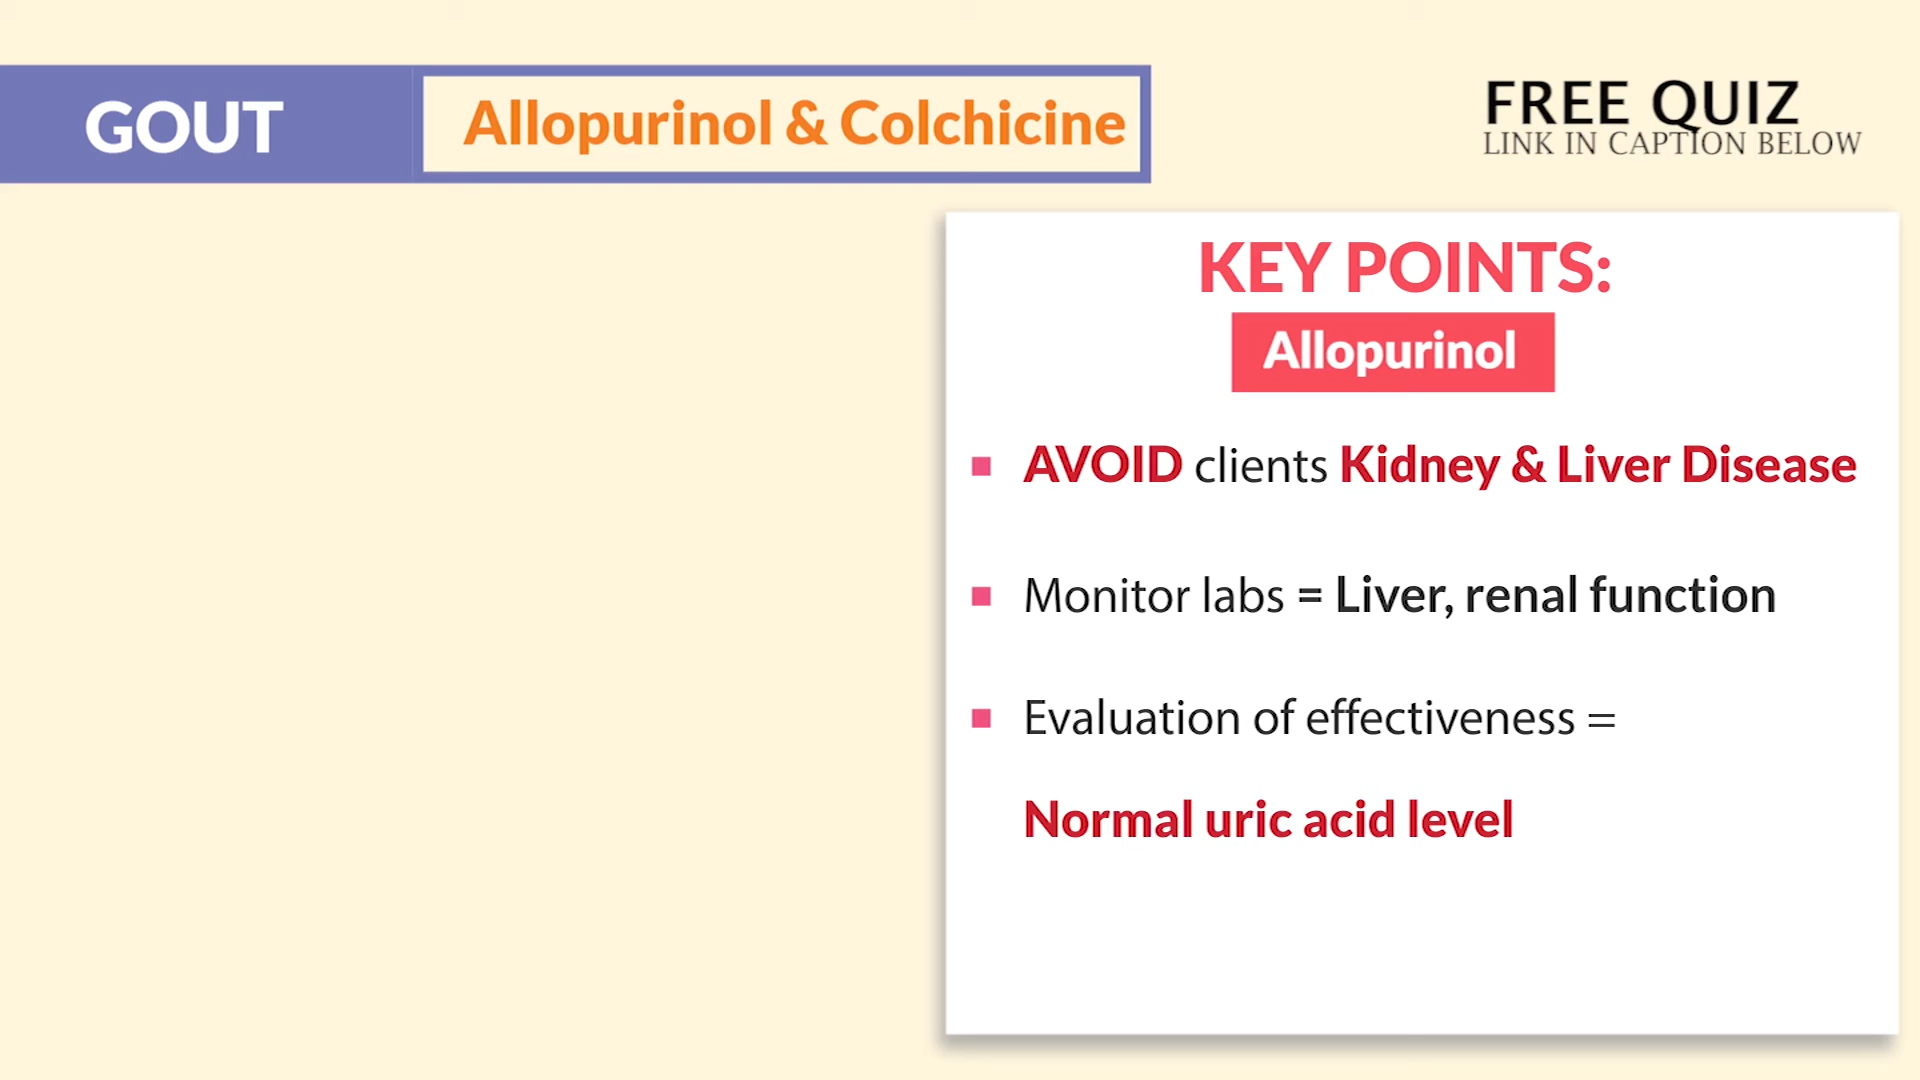 GOUT
Allopurinol & Colchicine
FREE QUIZ
LINK IN CAPTION BELOW
KEY POINTS:
Allopurinol
AVOID clients Kidney & Liver Disease
Monitor labs = Liver, renal function
Evaluation of effectiveness =
Normal uric acid level